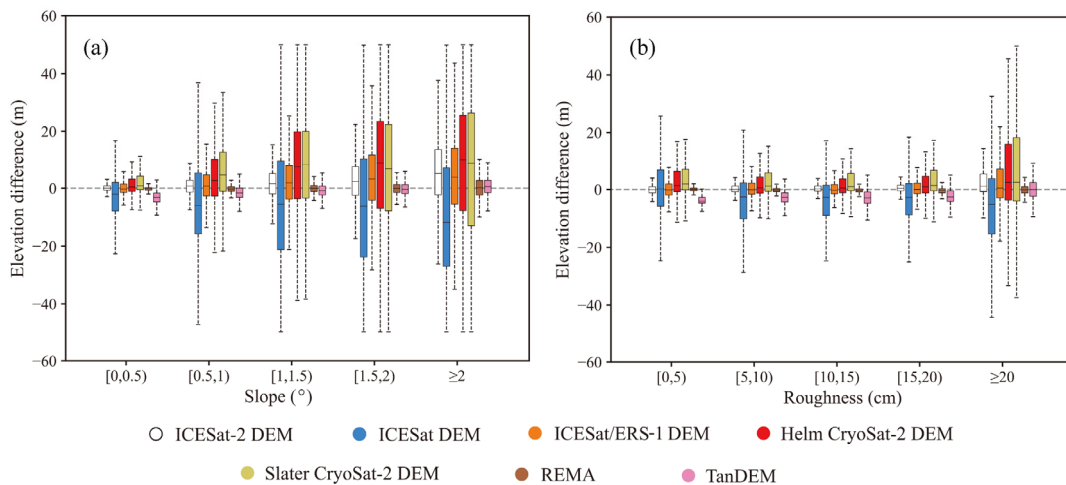 (a)
Elevation difference (m)
60
40
20
0
−20
−40
−60
[0,0.5)
[0.5,1)
[1,1.5)
[1.5,2)
≥2
Slope (°)
(b)
Elevation difference (m)
60
40
20
0
−20
−40
−60
[0,5)
[5,10)
[10,15)
[15,20)
≥20
Roughness (cm)
ICESat-2 DEM
ICESat DEM
ICESat/ERS-1 DEM
Helm CryoSat-2 DEM
Slater CryoSat-2 DEM
REMA
TanDEM